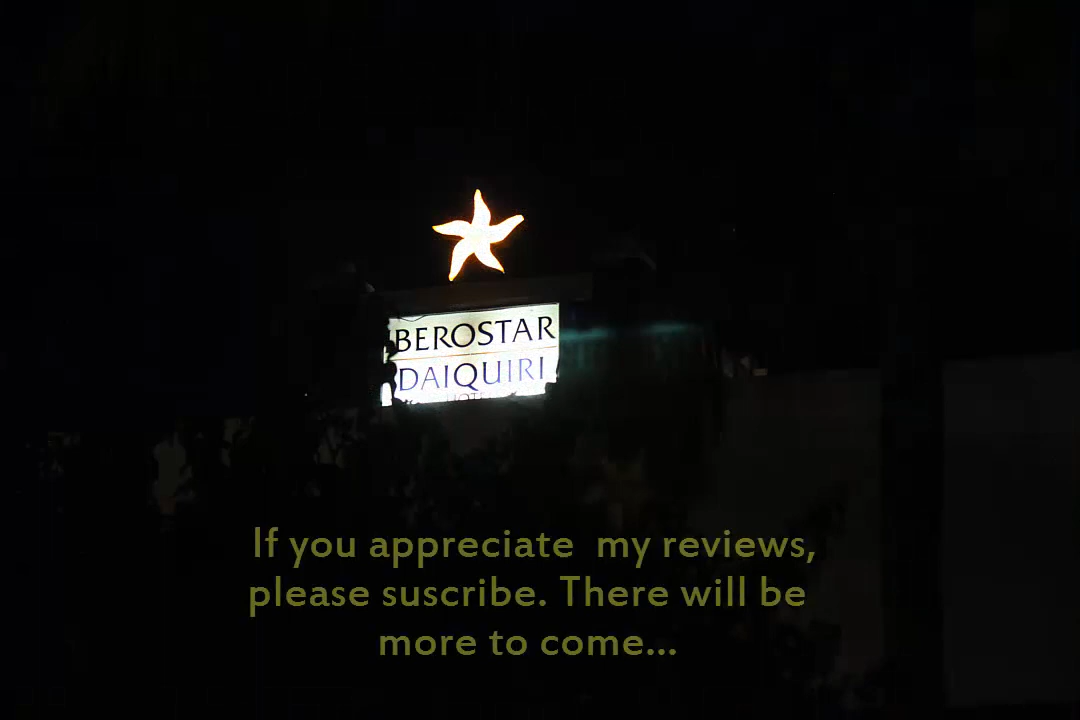 BEROSTAR
DAIQUIRI
If you appreciate my reviews,
please suscribe. There will be
more to come...